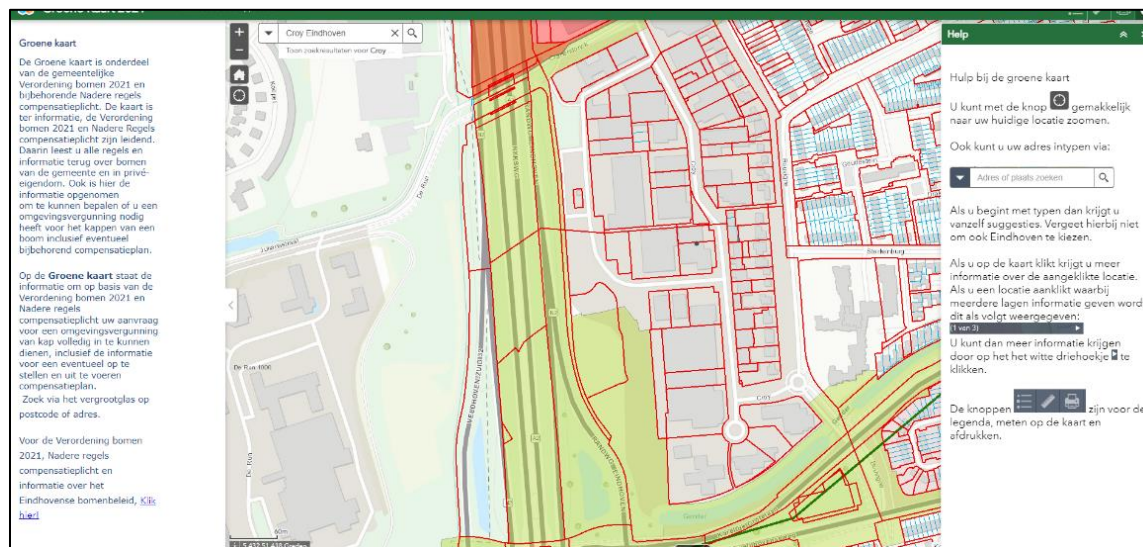 Groene Kaart 2021
Groene kaart
De Groene kaart is onderdeel
van de gemeentelijke
Verordening bomen 2021 en
bijbehorende Nadere regels
compensatieplicht. De kaart is
ter informatie, de Verordening
bomen 2021 en Nadere Regels
compensatieplicht zijn leidend.
Daarin leest u alle regels en
informatie terug over bomen
van de gemeente en in privé-
eigendom. Ook is hier de
informatie opgenomen
om te kunnen bepalen of u een
omgevingsvergunning nodig
heeft voor het kappen van een
boom inclusief eventueel
bijbehorend compensatieplan.
Op de Groene kaart staat de
informatie om op basis van de
Verordening bomen 2021 en
Nadere regels
compensatieplicht uw aanvraag
voor een omgevingsvergunning
van kap volledig in te kunnen
dienen, inclusief de informatie
voor een eventueel op te
stellen en uit te voeren
compensatieplan.
Zoek via het vergrootglas op
postcode of adres.
Voor de Verordening bomen
2021, Nadere regels
compensatieplicht en
informatie over het
Eindhovense bomenbeleid, Klik
hier!
+
−
Croy Eindhoven
Toon zoekresultaten voor Croy ...
De Run
De Run 1000
De Run
A2
A2
Croy
Croy
Sterkenburg
Gender
60m
Help
Hulp bij de groene kaart
U kunt met de knop gemakkelijk
naar uw huidige locatie zoomen.
Ook kunt u uw adres intypen via:
Adres of plaats zoeken
Als u begint met typen dan krijgt u
vanzelf suggesties. Vergeet hierbij niet
om ook Eindhoven te kiezen.
Als u op de kaart klikt krijgt u meer
informatie over de aangeklikte locatie.
Als u een locatie aanklikt waarbij
meerdere lagen informatie geven word
dit als volgt weergegeven:
(1 van 3)
U kunt dan meer informatie krijgen
door op het het witte driehoekje te
klikken.
De knoppen zijn voor de
legenda, meten op de kaart en
afdrukken.